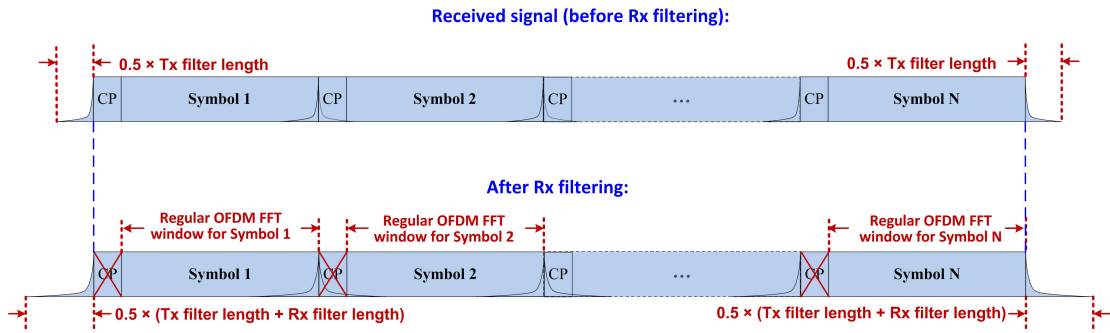 Received signal (before Rx filtering):
0.5 × Tx filter length
0.5 × Tx filter length
CP
Symbol 1
CP
Symbol 2
CP
...
CP
Symbol N
After Rx filtering:
Regular OFDM FFT
window for Symbol 1
Regular OFDM FFT
window for Symbol 2
Regular OFDM FFT
window for Symbol N
CP
Symbol 1
CP
Symbol 2
CP
...
CP
Symbol N
0.5 × (Tx filter length + Rx filter length)
0.5 × (Tx filter length + Rx filter length)